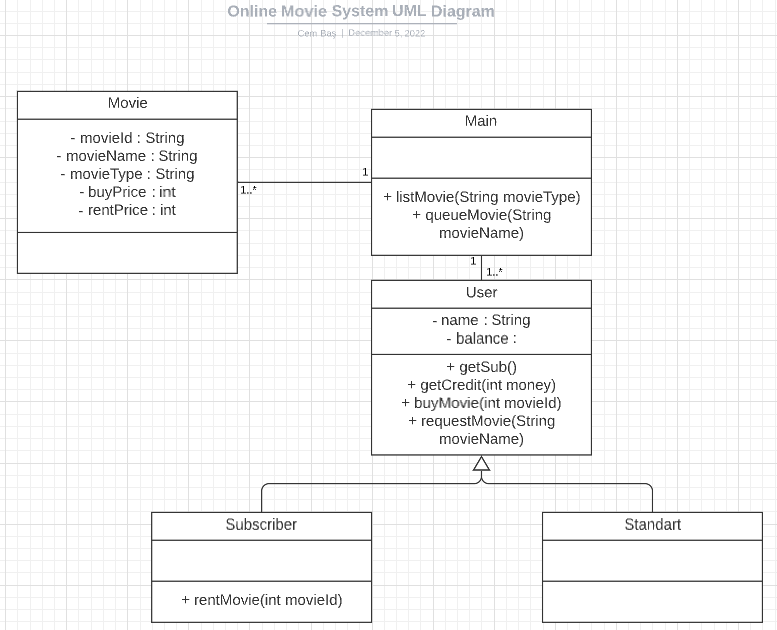 Online Movie System UML Diagram
Cem Baş | December 5, 2022
Movie
- movieId : String
- movieName : String
- movieType : String
- buyPrice : int
- rentPrice : int
1..*
1
Main
+ listMovie(String movieType)
+ queueMovie(String
movieName)
1
1..*
User
- name : String
- balance :
+ getSub()
+ getCredit(int money)
+ buyMovie(int movieId)
+ requestMovie(String
movieName)
Subscriber
+ rentMovie(int movieId)
Standart